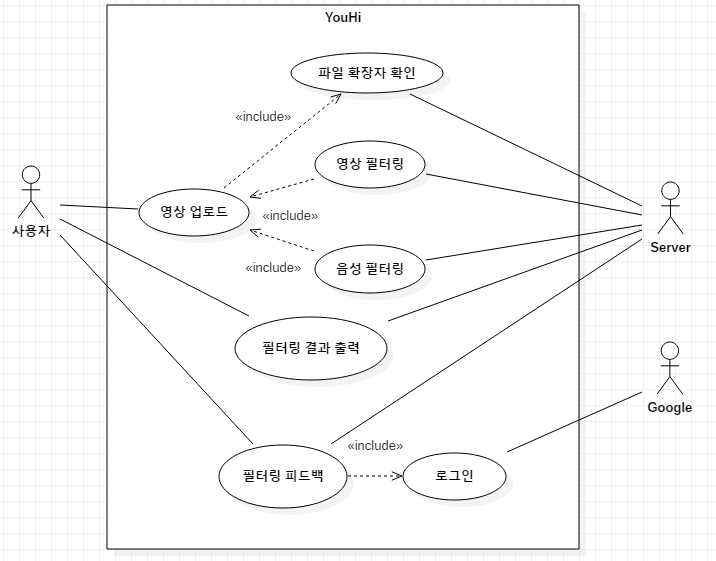 YouHi
파일 확장자 확인
«include»
영상 필터링
영상 업로드
«include»
사용자
Server
«include»
음성 필터링
필터링 결과 출력
Google
«include»
필터링 피드백
로그인